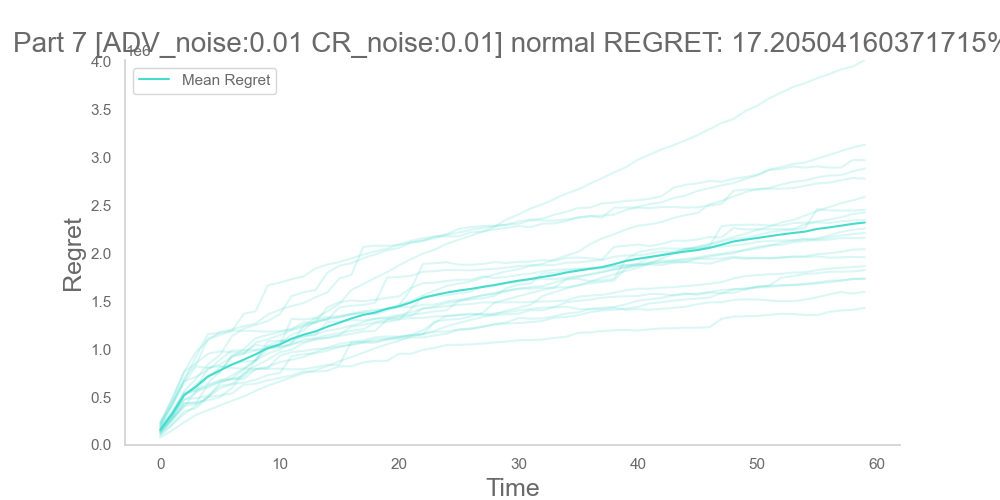 Part 7 [ADV_noise:0.01 CR_noise:0.01] normal REGRET: 17.20504160371715%
1e6
Mean Regret
4.0
3.5
3.0
2.5
2.0
1.5
1.0
0.5
0.0
Regret
0 10 20 30 40 50 60
Time